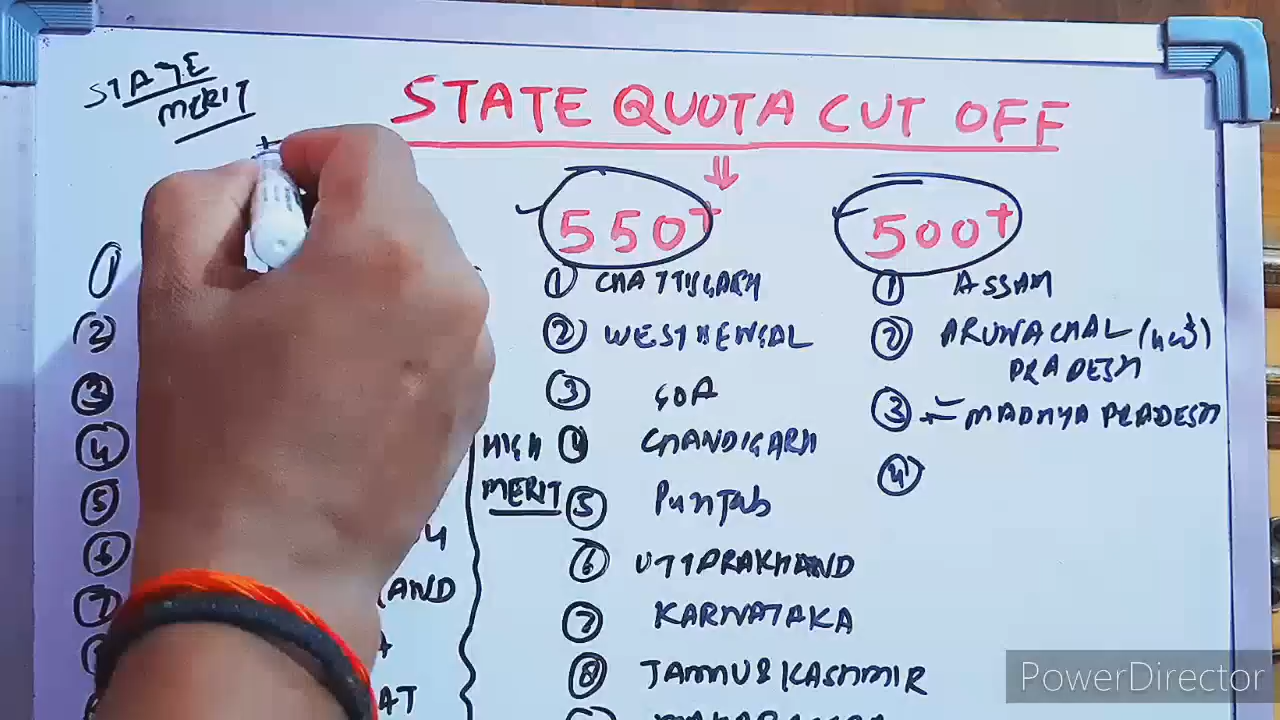 STATE
MERIT
STATE QUOTA CUT OFF
550+
500+
①
②
③
④
⑤
⑥
⑦
AND
AT
HIGH
MERIT
① CHATTISGARH
② WEST BENGAL
③ GOA
④ CHANDIGARH
⑤ Punjab
⑥ UTTRAKHAND
⑦ KARNATAKA
⑧ JAMMU & KASHMIR
① ASSAM
② ARUNACHAL
PRADESH
③ MADHYA PRADESH
④
PowerDirector